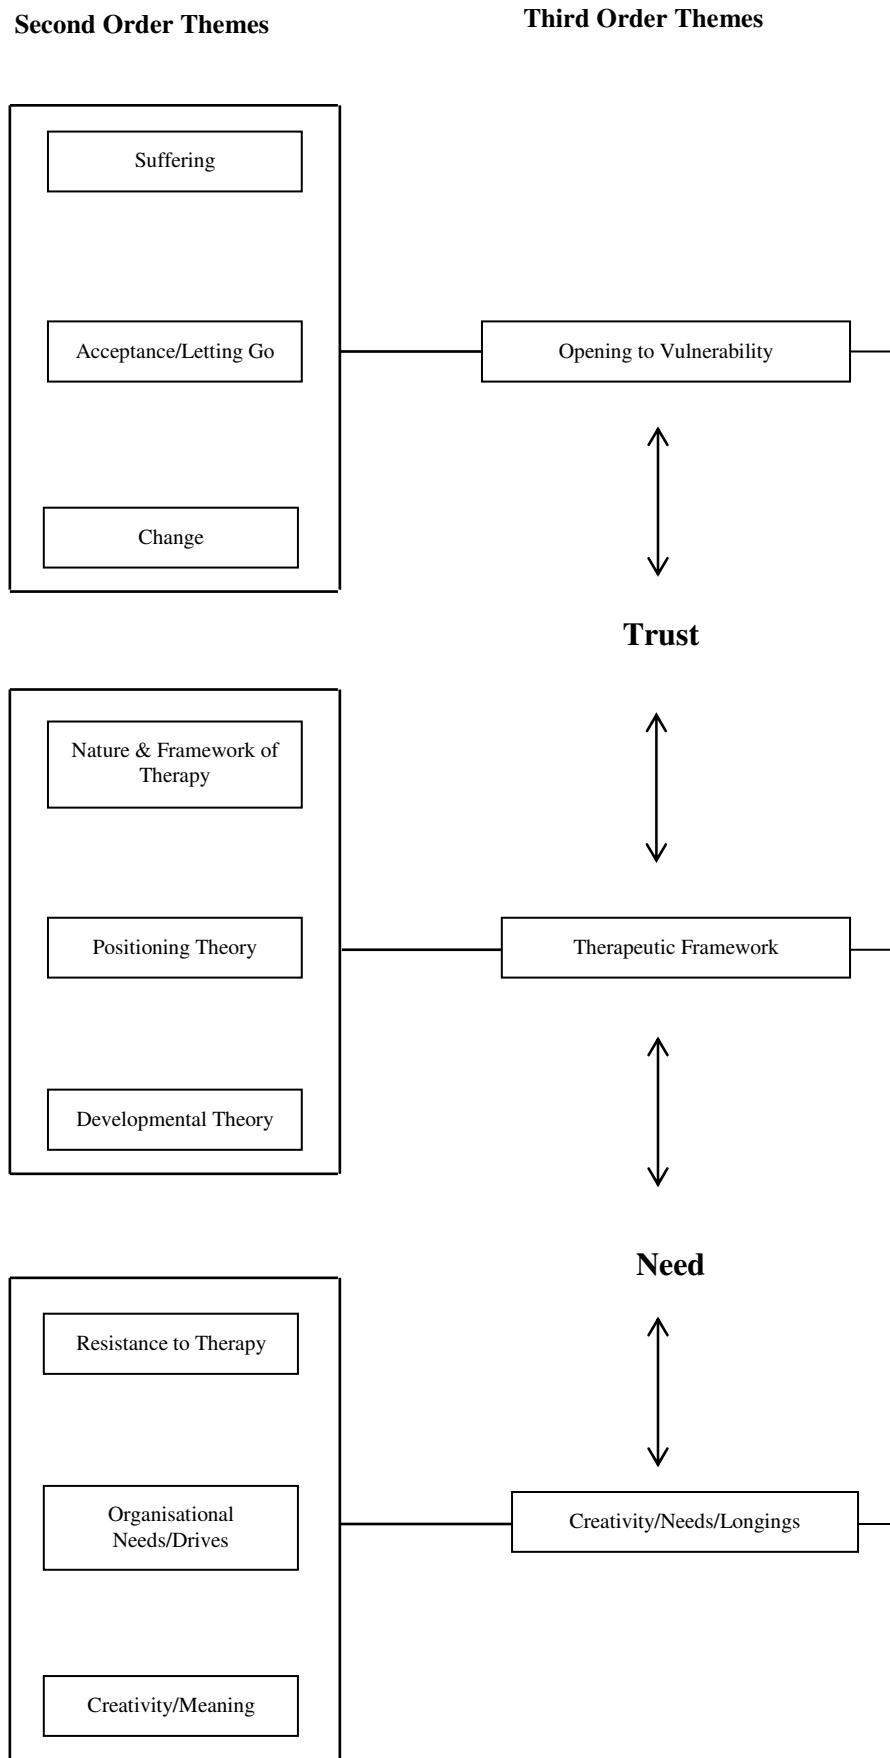 Second Order Themes
Third Order Themes
Suffering
Acceptance/Letting Go
Opening to Vulnerability
Change
Trust
Nature & Framework of
Therapy
Positioning Theory
Therapeutic Framework
Developmental Theory
Need
Resistance to Therapy
Organisational
Needs/Drives
Creativity/Needs/Longings
Creativity/Meaning